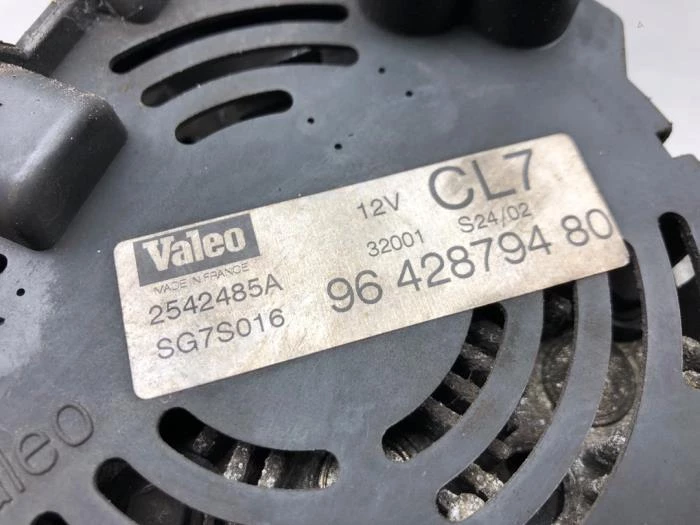 Valeo
MADE IN FRANCE
2542485A
SG7S016
12V
CL7
32001
S24/02
96 428794 80
Valeo